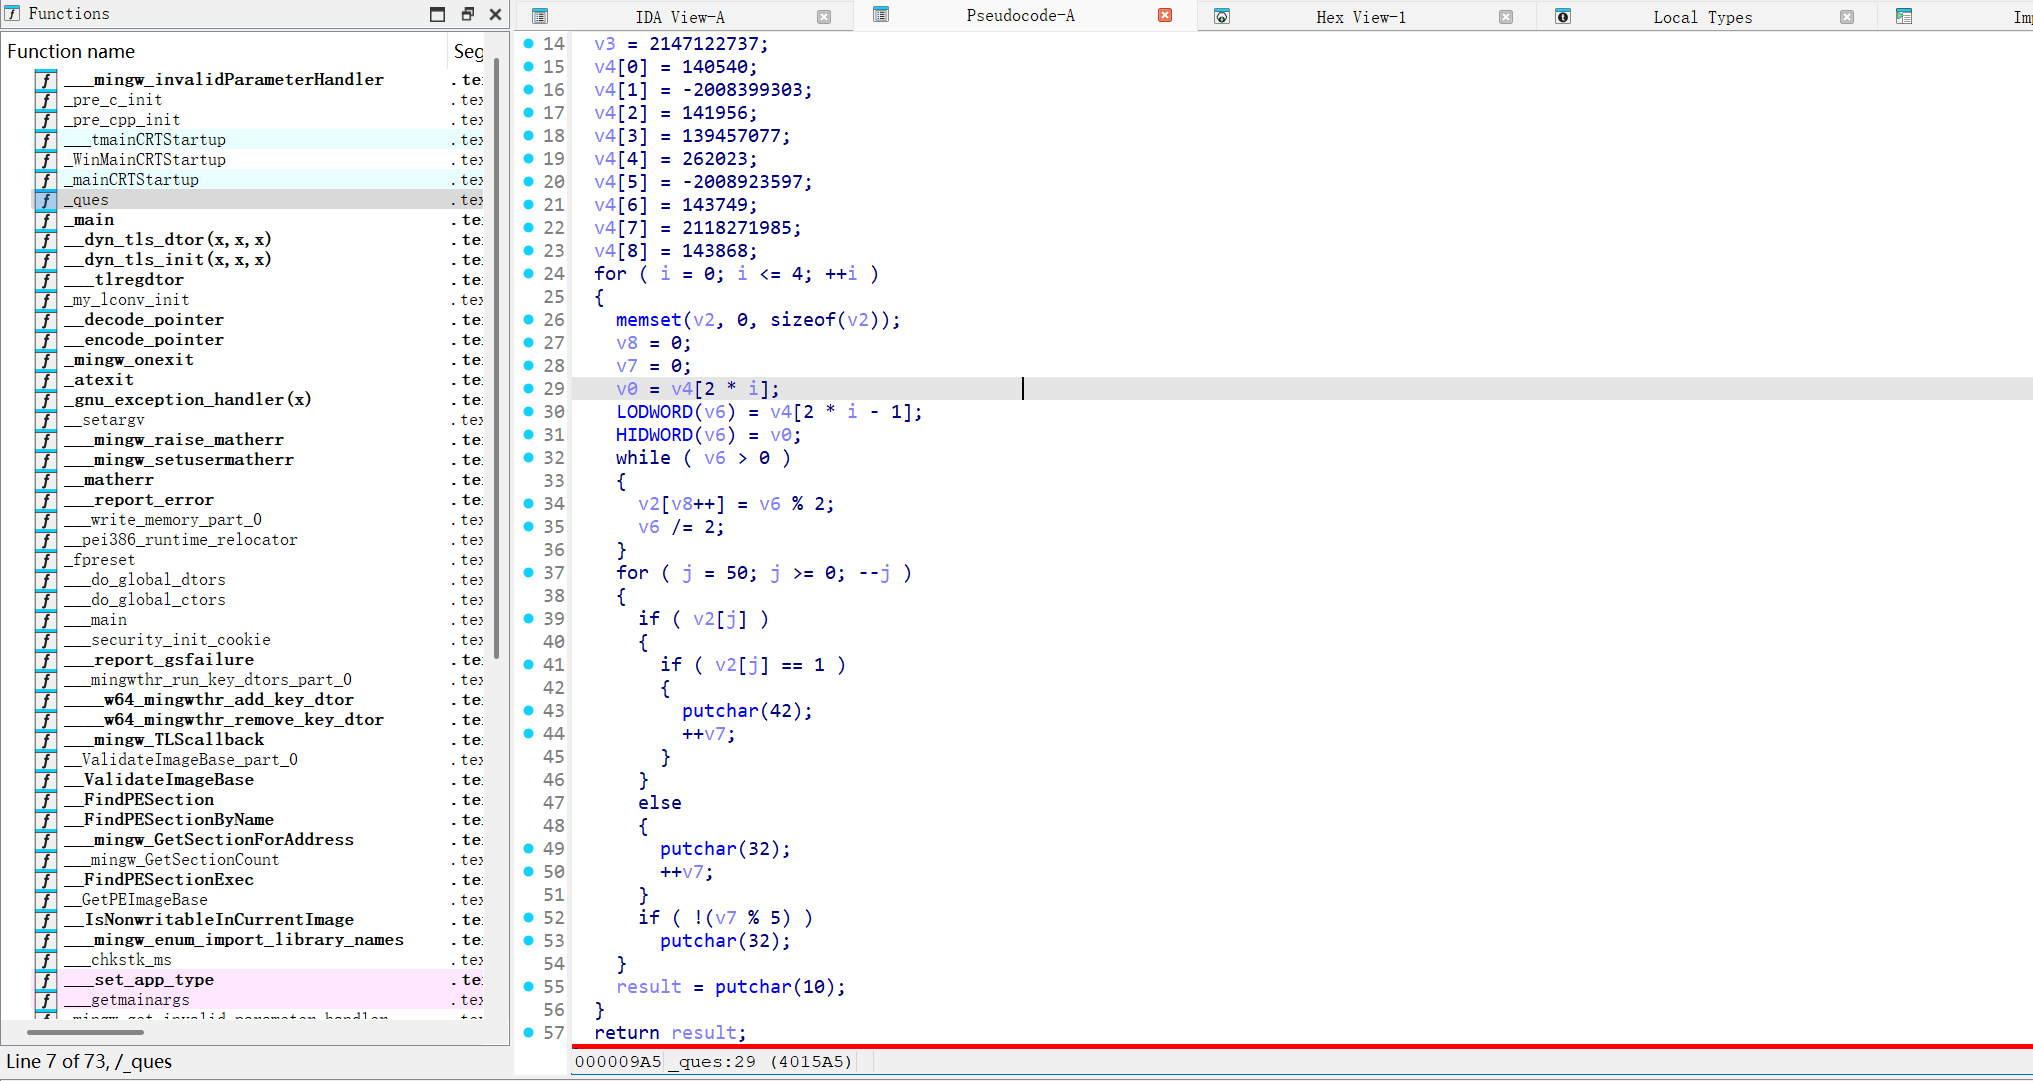 Functions
Function name Seg
___mingw_invalidParameterHandler .te
_pre_c_init .te
_pre_cpp_init .te
___tmainCRTStartup .te
_WinMainCRTStartup .te
_mainCRTStartup .te
_ques .te
_main .te
__dyn_tls_dtor(x,x,x) .te
__dyn_tls_init(x,x,x) .te
___tlregdtor .te
_my_lconv_init .te
__decode_pointer .te
__encode_pointer .te
_mingw_onexit .te
_atexit .te
_gnu_exception_handler(x) .te
__setargv .te
___mingw_raise_matherr .te
___mingw_setusermatherr .te
__matherr .te
___report_error .te
___write_memory_part_0 .te
__pei386_runtime_relocator .te
_fpreset .te
___do_global_dtors .te
___do_global_ctors .te
___main .te
___security_init_cookie .te
___report_gsfailure .te
___mingwthr_run_key_dtors_part_0 .te
____w64_mingwthr_add_key_dtor .te
____w64_mingwthr_remove_key_dtor .te
___mingw_TLScallback .te
__ValidateImageBase_part_0 .te
__ValidateImageBase .te
__FindPESection .te
__FindPESectionByName .te
___mingw_GetSectionForAddress .te
___mingw_GetSectionCount .te
__FindPESectionExec .te
__GetPEImageBase .te
__IsNonwritableInCurrentImage .te
___mingw_enum_import_library_names .te
___chkstk_ms .te
___set_app_type .te
___getmainargs .te
_mingw_get_invalid_parameter_handler
Line 7 of 73, /_ques
IDA View-A Pseudocode-A Hex View-1 Local Types Im
14 v3 = 2147122737;
15 v4[0] = 140540;
16 v4[1] = -2008399303;
17 v4[2] = 141956;
18 v4[3] = 139457077;
19 v4[4] = 262023;
20 v4[5] = -2008923597;
21 v4[6] = 143749;
22 v4[7] = 2118271985;
23 v4[8] = 143868;
24 for ( i = 0; i <= 4; ++i )
25 {
26 memset(v2, 0, sizeof(v2));
27 v8 = 0;
28 v7 = 0;
29 v0 = v4[2 * i];
30 LODWORD(v6) = v4[2 * i - 1];
31 HIDWORD(v6) = v0;
32 while ( v6 > 0 )
33 {
34 v2[v8++] = v6 % 2;
35 v6 /= 2;
36 }
37 for ( j = 50; j >= 0; --j )
38 {
39 if ( v2[j] )
40 {
41 if ( v2[j] == 1 )
42 {
43 putchar(42);
44 ++v7;
45 }
46 }
47 else
48 {
49 putchar(32);
50 ++v7;
51 }
52 if ( !(v7 % 5) )
53 putchar(32);
54 }
55 result = putchar(10);
56 }
57 return result;
000009A5 _ques:29 (4015A5)